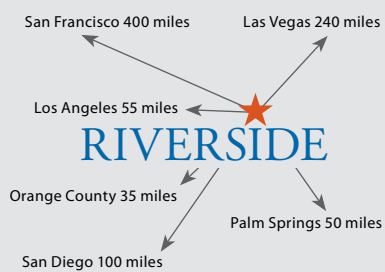 San Francisco 400 miles
Las Vegas 240 miles
Los Angeles 55 miles
RIVERSIDE
Orange County 35 miles
Palm Springs 50 miles
San Diego 100 miles